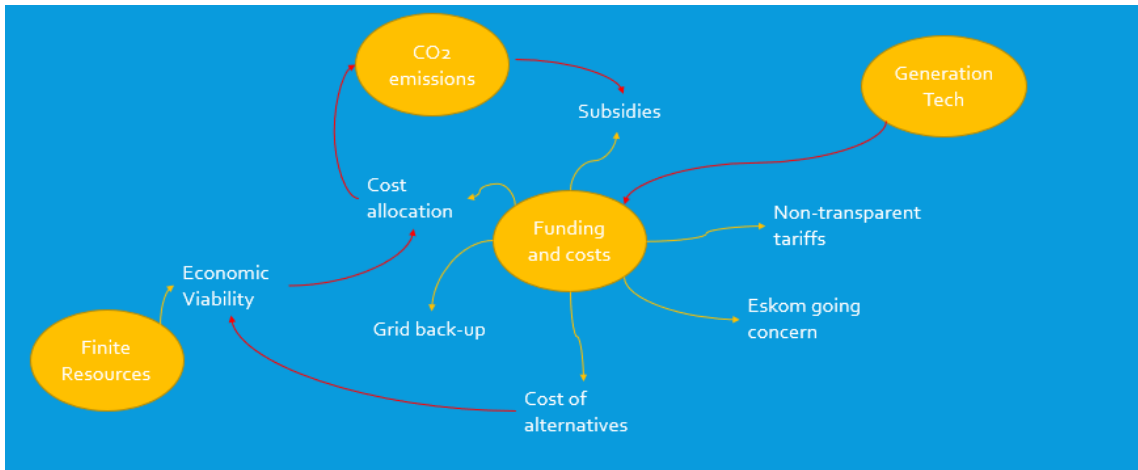 CO2
emissions
Generation
Tech
Subsidies
Cost
allocation
Funding
and costs
Non-transparent
tariffs
Economic
Viability
Eskom going
concern
Grid back-up
Finite
Resources
Cost of
alternatives